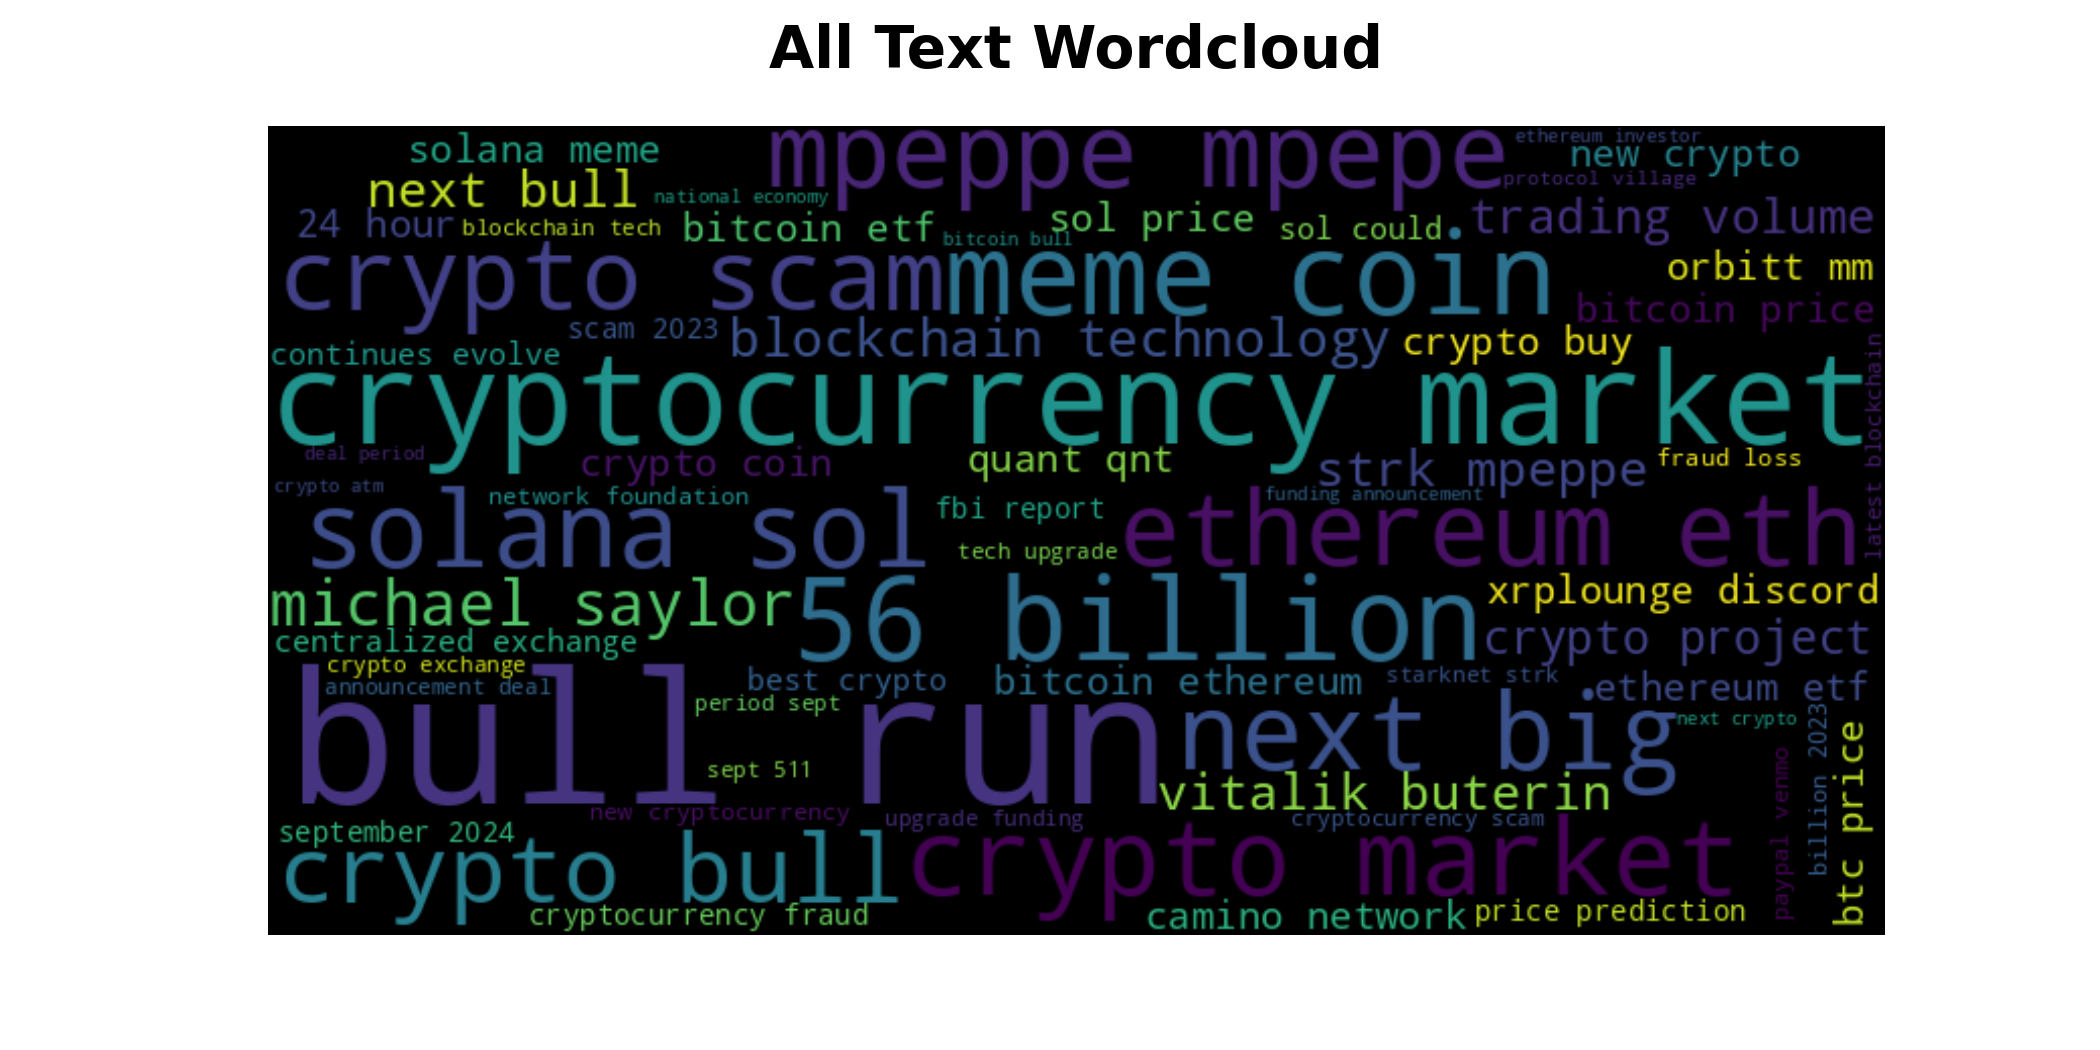 All Text Wordcloud
mpeppe mpepe
ethereum investor
solana meme
new crypto
protocol village
next bull
national economy
24 hour
blockchain tech
bitcoin etf
sol price
sol could
trading volume
bitcoin bull
crypto scam
meme coin
orbitt mm
bitcoin price
scam 2023
blockchain technology
crypto buy
continues evolve
cryptocurrency market
latest blockchain
deal period
crypto coin
quant qnt
strk mpeppe
fraud loss
crypto atm
network foundation
funding announcement
solana sol
fbi report
ethereum eth
tech upgrade
michael saylor
56 billion
xrplounge discord
centralized exchange
crypto project
crypto exchange
announcement deal
best crypto
bitcoin ethereum
starknet strk
ethereum etf
period sept
bull run
next big
next crypto
billion 2023
btc price
paypal venmo
sept 511
vitalik buterin
new cryptocurrency
upgrade funding
cryptocurrency scam
september 2024
crypto bull
crypto market
cryptocurrency fraud
camino network
price prediction